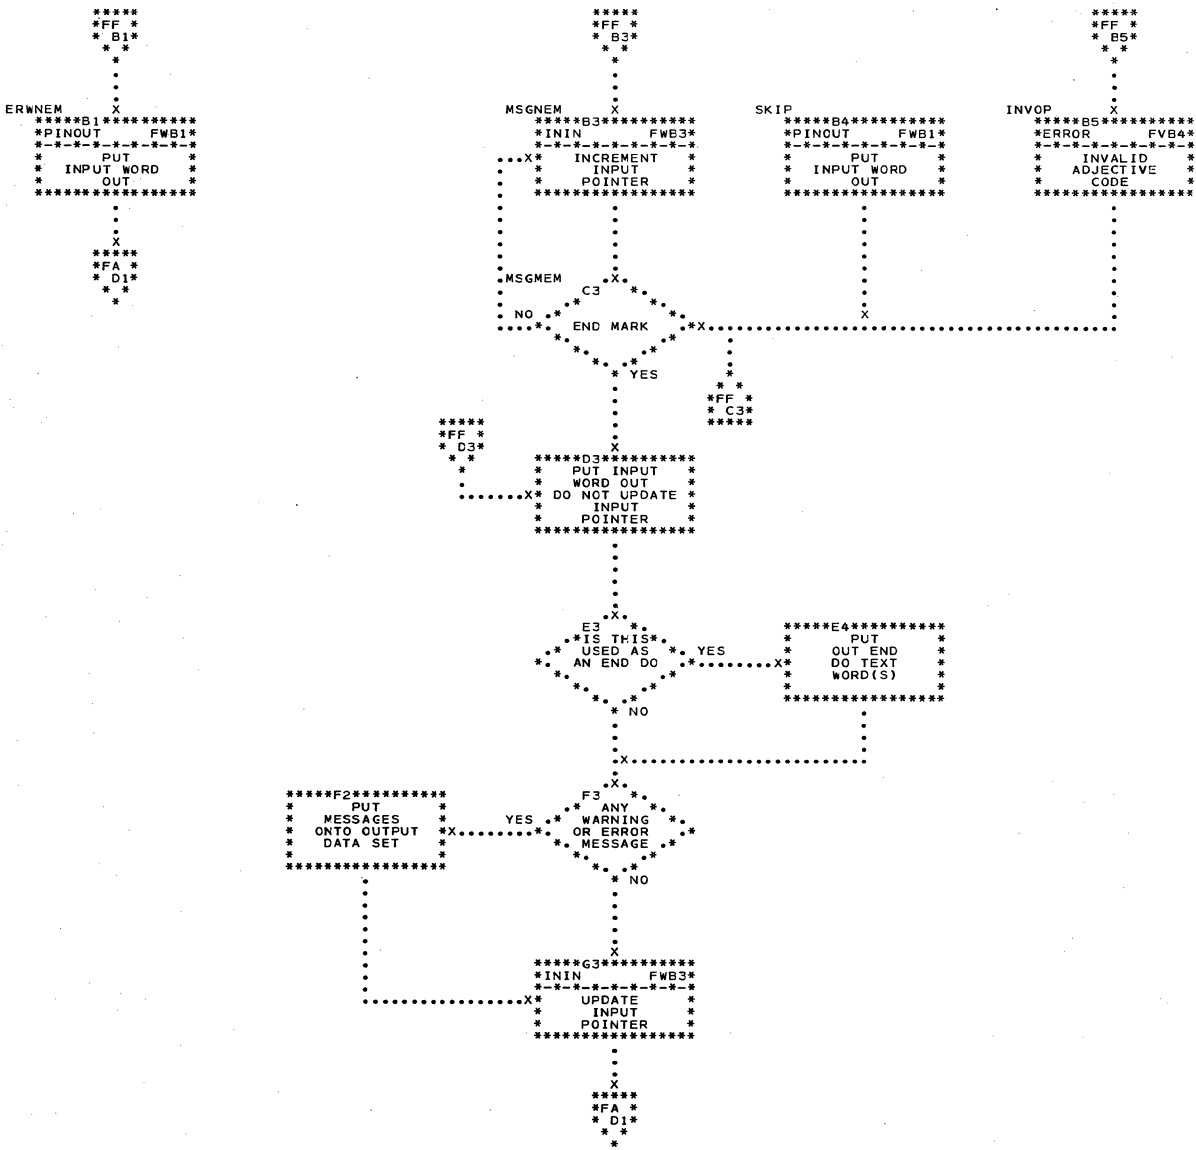 FF B1
FF B3
FF B5
ERWNEM
B1
PINOUT FWB1
PUT
INPUT WORD
OUT
FA D1
MSGNEM
B3
ININ FWB3
INCREMENT
INPUT
POINTER
SKIP
B4
PINOUT FWB1
PUT
INPUT WORD
OUT
INVOP
B5
ERROR FVB4
INVALID
ADJECTIVE
CODE
MSGMEM
C3
NO
END MARK
YES
FF C3
FF D3
D3
PUT INPUT
WORD OUT
DO NOT UPDATE
INPUT
POINTER
E3
IS THIS
USED AS
AN END DO
YES
NO
E4
PUT
OUT END
DO TEXT
WORD(S)
F3
ANY
WARNING
OR ERROR
MESSAGE
YES
NO
F2
PUT
MESSAGES
ONTO OUTPUT
DATA SET
G3
ININ FWB3
UPDATE
INPUT
POINTER
FA D1